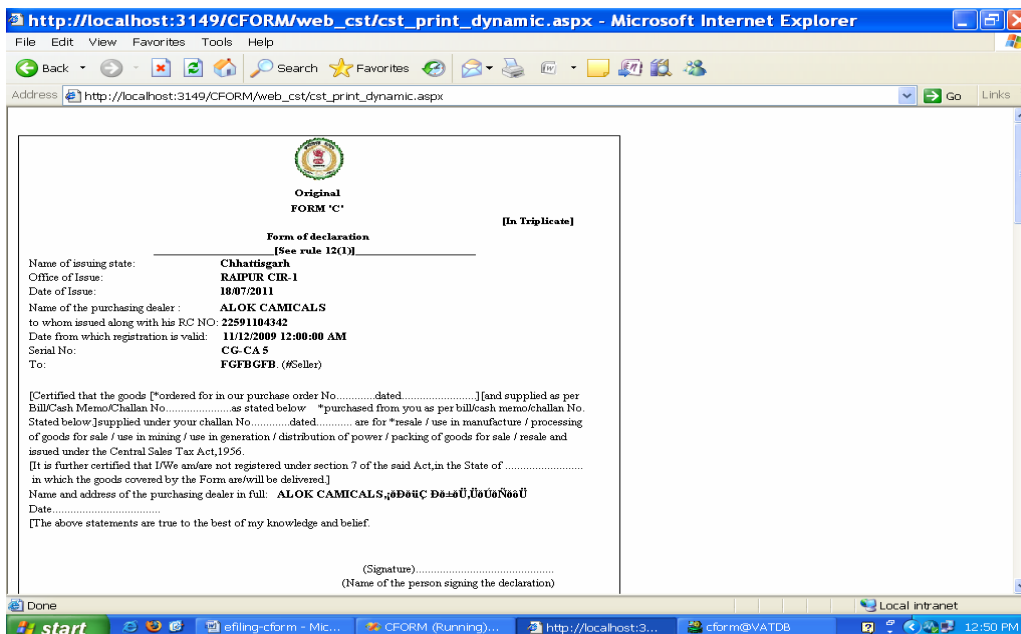 http://localhost:3149/CFORM/web_cst/cst_print_dynamic.aspx - Microsoft Internet Explorer
File Edit View Favorites Tools Help
Back Search Favorites
Address http://localhost:3149/CFORM/web_cst/cst_print_dynamic.aspx Go Links
Original
FORM 'C'
[In Triplicate]
Form of declaration
[See rule 12(1)]
Name of issuing state: Chhattisgarh
Office of Issue: RAIPUR CIR-1
Date of Issue: 18/07/2011
Name of the purchasing dealer : ALOK CAMICALS
to whom issued along with his RC NO: 22591104342
Date from which registration is valid: 11/12/2009 12:00:00 AM
Serial No: CG-CA 5
To: FGFBGFB. (#Seller)
[Certified that the goods [*ordered for in our purchase order No.............dated.........................] [and supplied as per
Bill/Cash Memo/Challan No......................as stated below *purchased from you as per bill/cash memo/challan No.
Stated below.]supplied under your challan No.............dated............ are for *resale / use in manufacture / processing
of goods for sale / use in mining / use in generation / distribution of power / packing of goods for sale / resale and
issued under the Central Sales Tax Act,1956.
[It is further certified that I/We am/are not registered under section 7 of the said Act,in the State of ..........................
in which the goods covered by the Form are/will be delivered.]
Name and address of the purchasing dealer in full: ALOK CAMICALS,
Date....................................
[The above statements are true to the best of my knowledge and belief.
(Signature)..............................................
(Name of the person signing the declaration)
Done Local intranet
start efiling-cform - Mic... CFORM (Running)... http://localhost:3... cform@VATDB 12:50 PM